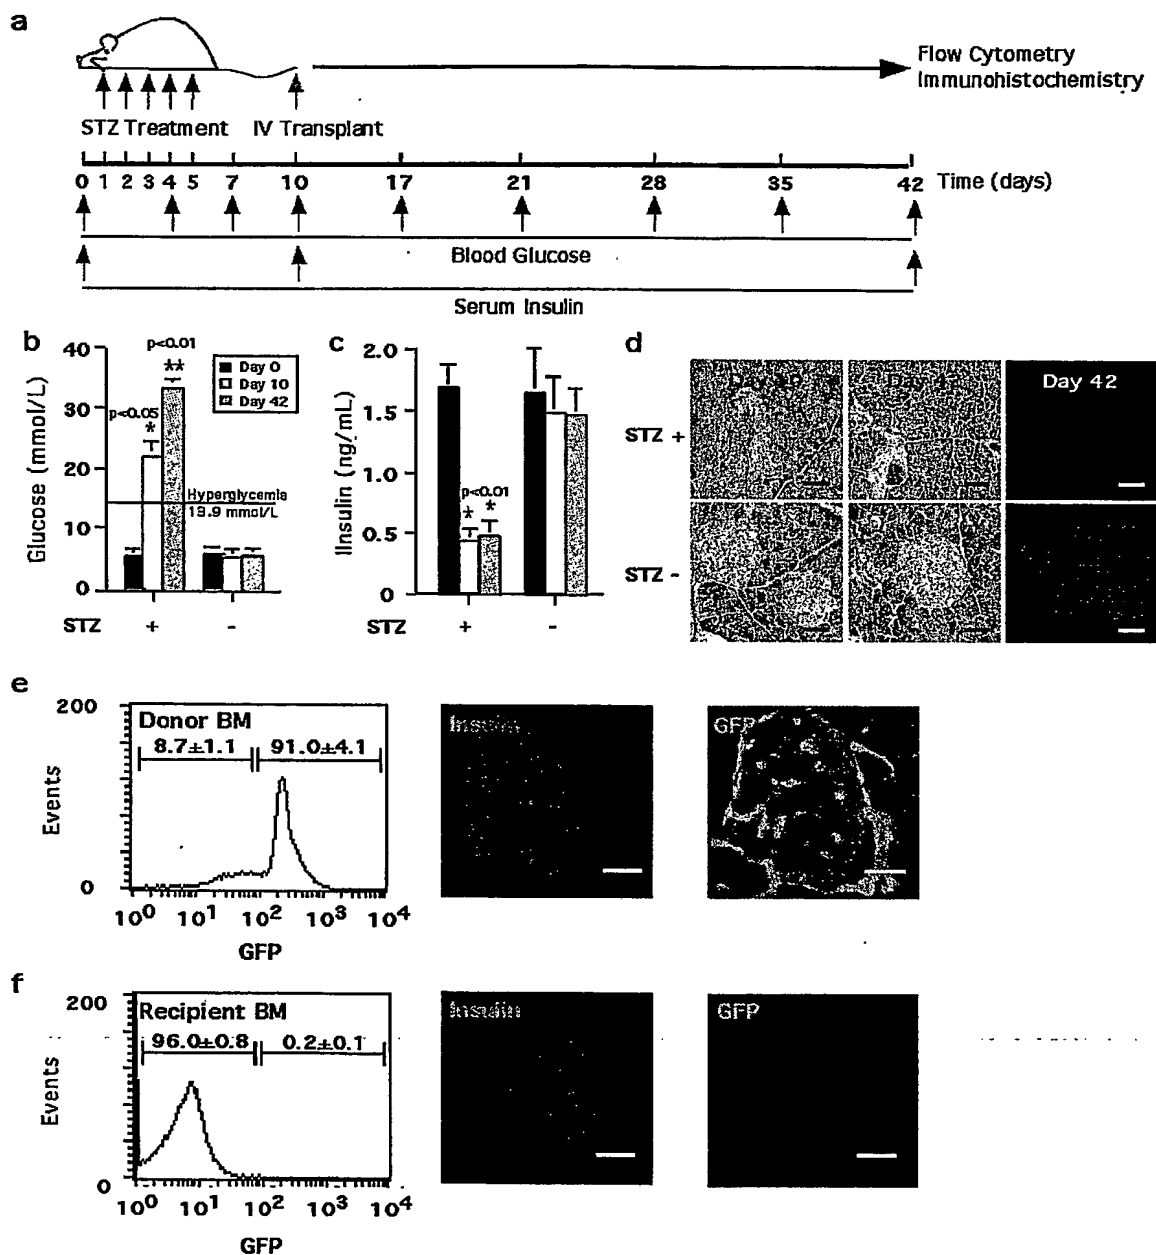 a
Flow Cytometry
Immunohistochemistry
STZ Treatment IV Transplant
0 1 2 3 4 5 7 10 17 21 28 35 42 Time (days)
Blood Glucose
Serum Insulin
b
Glucose (mmol/L)
40
30
20
10
0
p<0.01
**
p<0.05
*
Day 0
Day 10
Day 42
Hyperglycemia
13.9 mmol/L
STZ + -
c
IInsulin (ng/mL)
2.0
1.5
1.0
0.5
0
p<0.01
* *
STZ + -
d
Day 42
STZ +
STZ -
e
200
0
Events
Donor BM
8.7±1.1 91.0±4.1
10⁰ 10¹ 10² 10³ 10⁴
GFP
Insulin
GFP
f
200
0
Events
Recipient BM
96.0±0.8 0.2±0.1
10⁰ 10¹ 10² 10³ 10⁴
GFP
Insulin
GFP